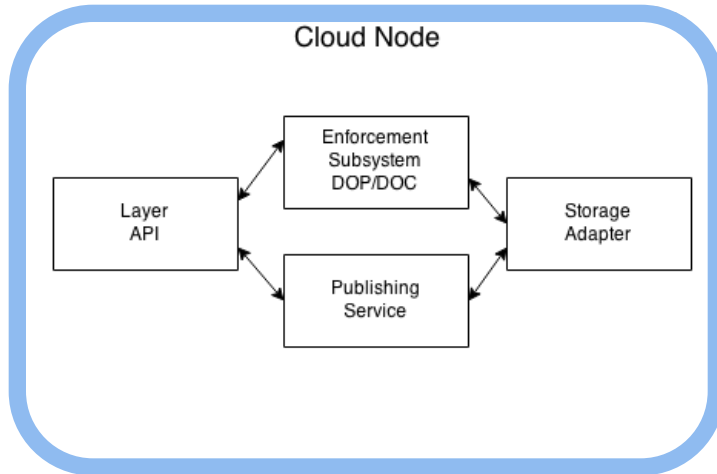 Cloud Node
Enforcement
Subsystem
DOP/DOC
Layer
API
Storage
Adapter
Publishing
Service